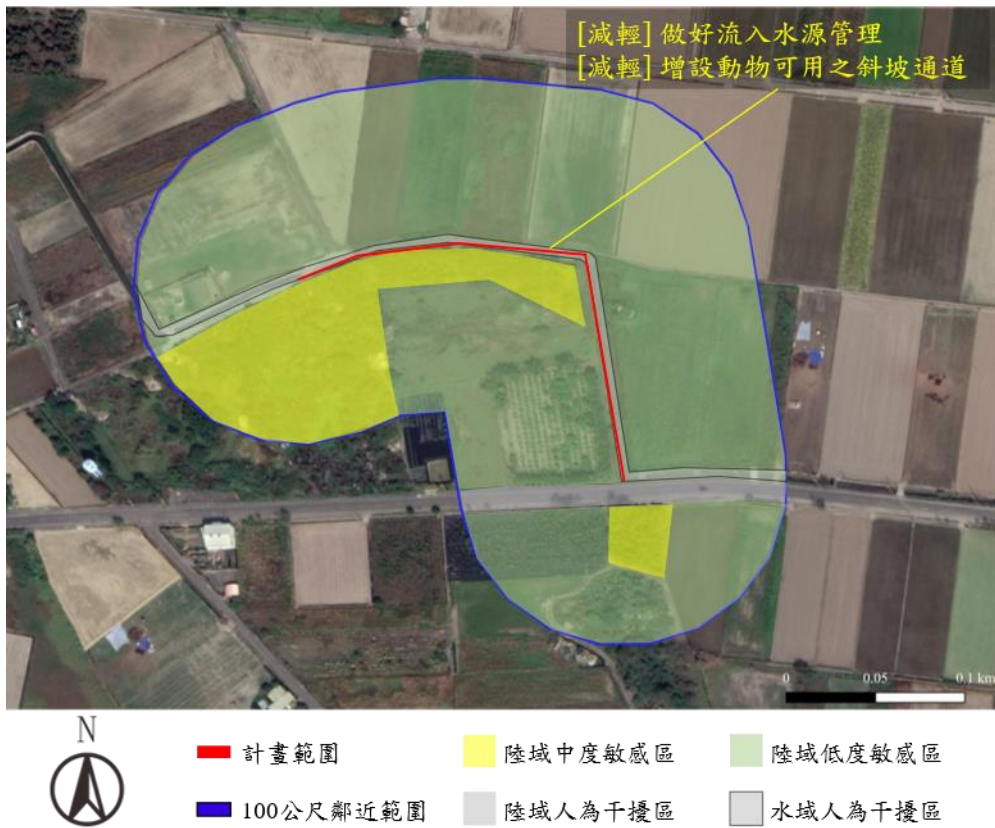 [減輕] 做好流入水源管理
[減輕] 增設動物可用之斜坡通道
0 0.05 0.1 km
N
計畫範圍 陸域中度敏感區 陸域低度敏感區
100公尺鄰近範圍 陸域人為干擾區 水域人為干擾區